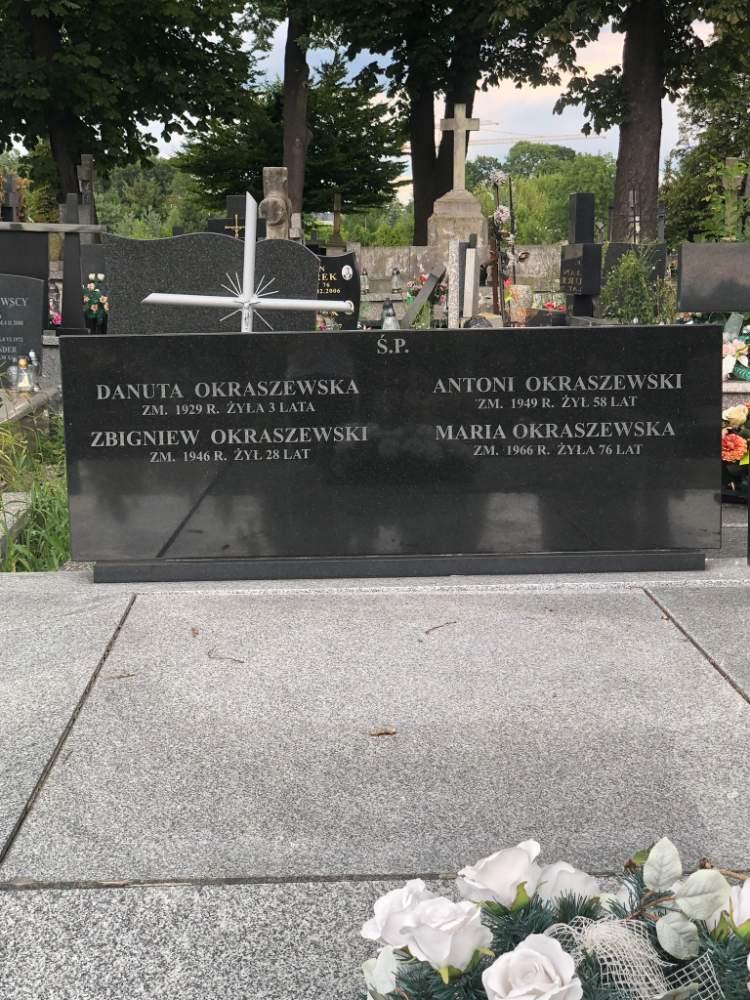 Ś.P.
DANUTA OKRASZEWSKA
ZM. 1929 R. ŻYŁA 3 LATA
ZBIGNIEW OKRASZEWSKI
ZM. 1946 R. ŻYŁ 28 LAT
ANTONI OKRASZEWSKI
ZM. 1949 R. ŻYŁ 58 LAT
MARIA OKRASZEWSKA
ZM. 1966 R. ŻYŁA 76 LAT